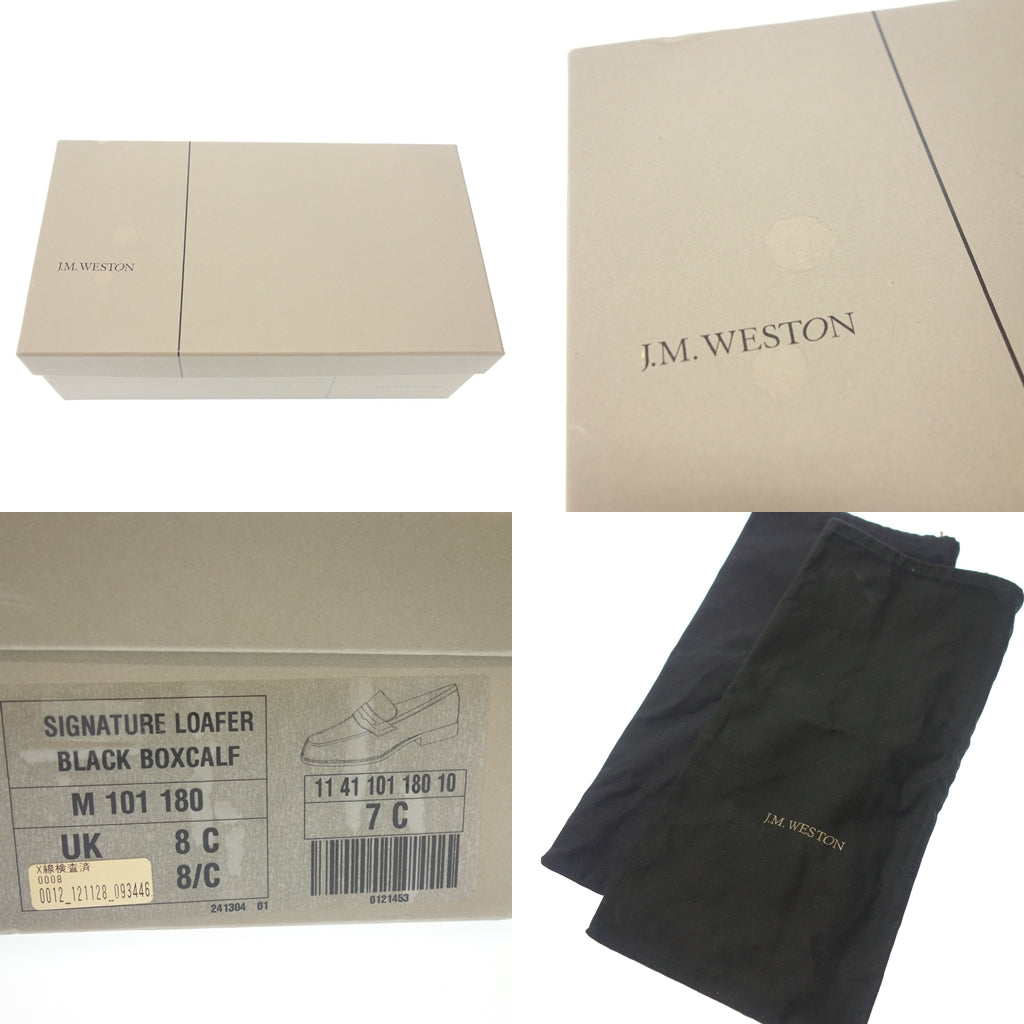 J.M. WESTON
J.M. WESTON
SIGNATURE LOAFER
BLACK BOXCALF
M 101 180
UK 8 C
8/C
X線検査済
0008
0012_121128_093446
241304 01
11 41 101 180 10
7 C
0121453
J.M. WESTON